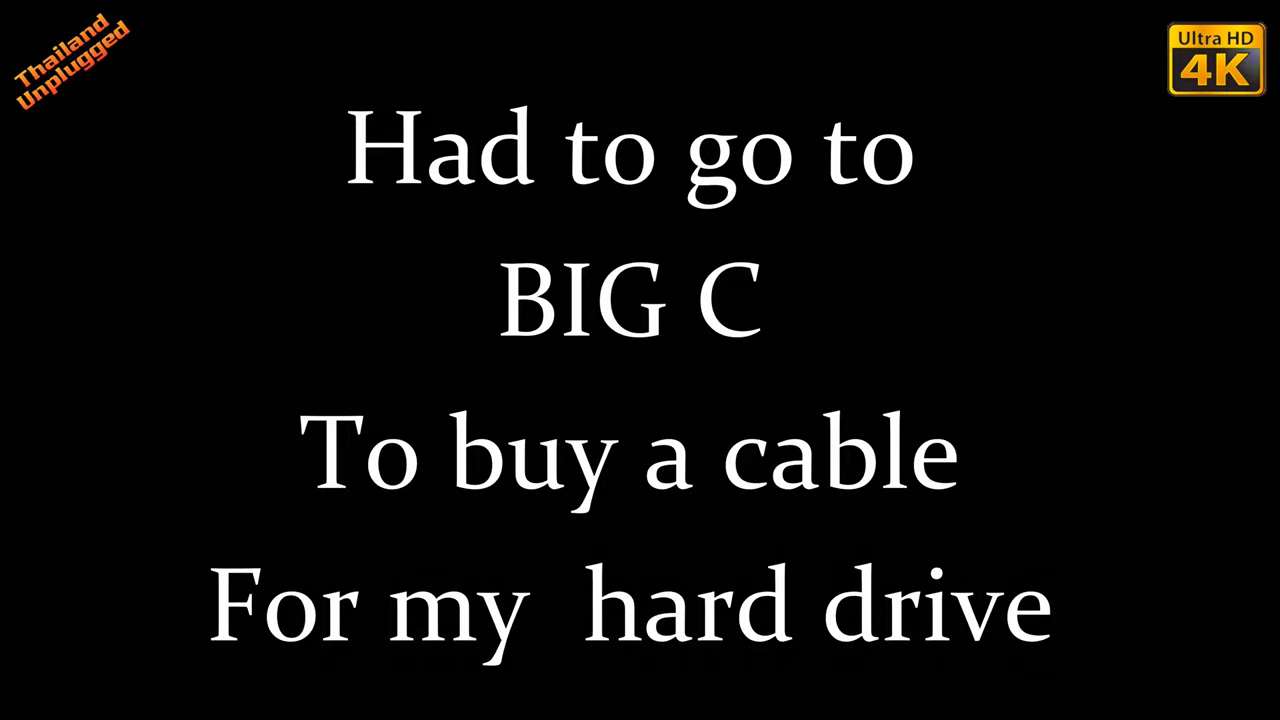 Thailand
Unplugged
Ultra HD
4K
Had to go to
BIG C
To buy a cable
For my  hard drive